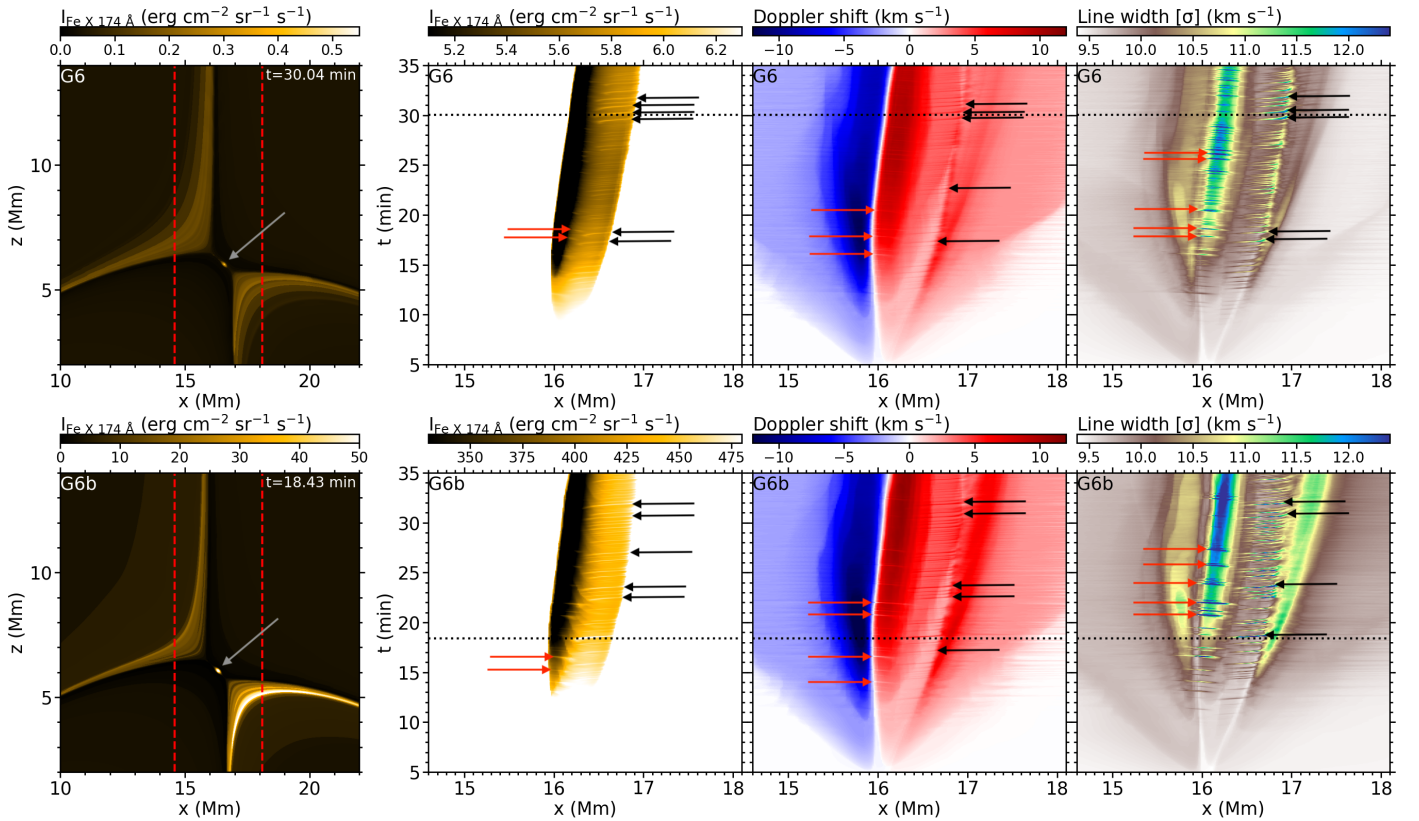 I Fe X 174 Å (erg cm−2 sr−1 s−1)
0.0 0.1 0.2 0.3 0.4 0.5
G6
t=30.04 min
z (Mm)
10
5
10 15 20
x (Mm)
I Fe X 174 Å (erg cm−2 sr−1 s−1)
5.2 5.4 5.6 5.8 6.0 6.2
G6
t (min)
35
30
25
20
15
10
5
15 16 17 18
x (Mm)
Doppler shift (km s−1)
−10 −5 0 5 10
G6
15 16 17 18
x (Mm)
Line width [σ] (km s−1)
9.5 10.0 10.5 11.0 11.5 12.0
G6
15 16 17 18
x (Mm)
I Fe X 174 Å (erg cm−2 sr−1 s−1)
0 10 20 30 40 50
G6b
t=18.43 min
z (Mm)
10
5
10 15 20
x (Mm)
I Fe X 174 Å (erg cm−2 sr−1 s−1)
350 375 400 425 450 475
G6b
t (min)
35
30
25
20
15
10
5
15 16 17 18
x (Mm)
Doppler shift (km s−1)
−10 −5 0 5 10
G6b
15 16 17 18
x (Mm)
Line width [σ] (km s−1)
9.5 10.0 10.5 11.0 11.5 12.0
G6b
15 16 17 18
x (Mm)